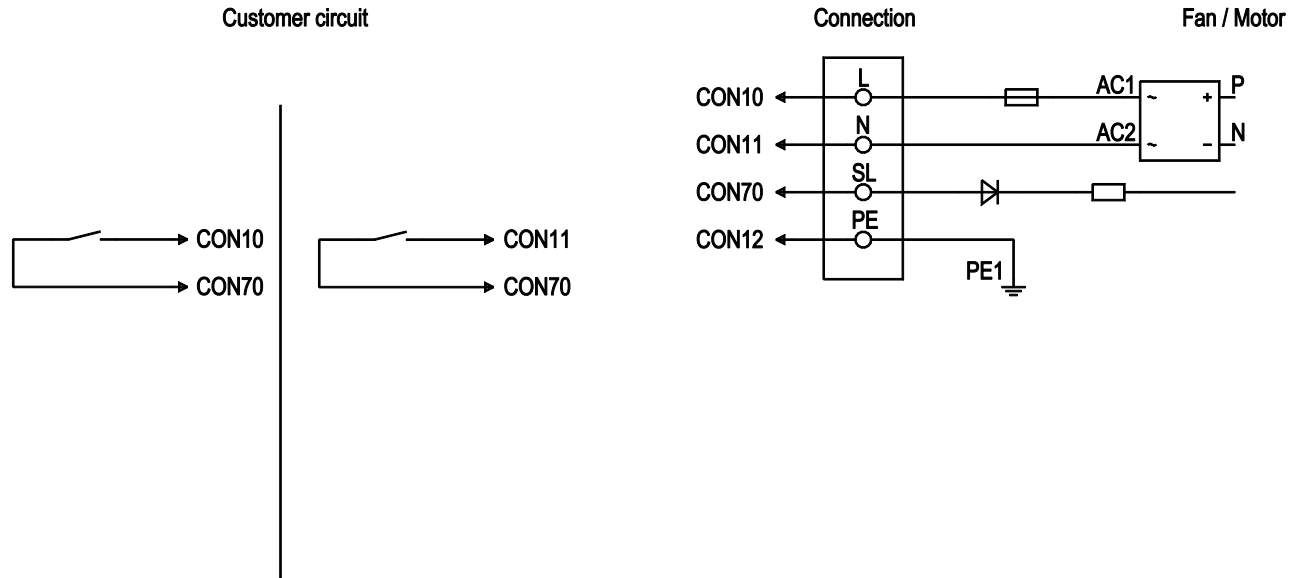 Customer circuit
Connection
Fan / Motor
CON10
CON70
CON11
CON70
CON10
L
AC1
~
+
P
CON11
N
AC2
~
-
N
CON70
SL
CON12
PE
PE1